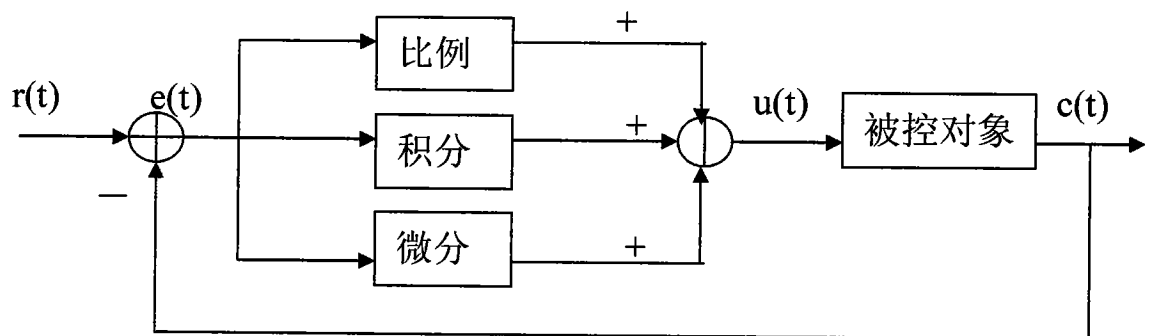 比例
+
r(t)
e(t)
积分
+
u(t)
被控对象
c(t)
—
微分
+